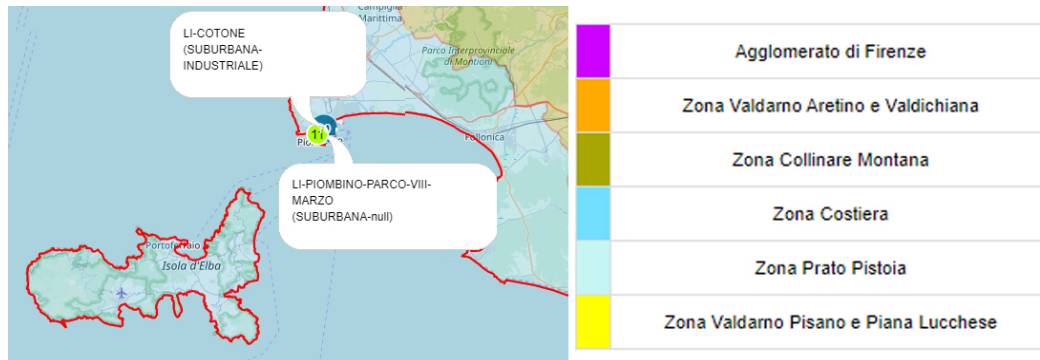 Campiglia
Marittima
LI-COTONE
(SUBURBANA-
INDUSTRIALE)
Parco Interprovinciale
di Montioni
Follonica
LI-PIOMBINO-PARCO-VIII-
MARZO
(SUBURBANA-null)
Portoferraio
Isola d'Elba
Agglomerato di Firenze
Zona Valdarno Aretino e Valdichiana
Zona Collinare Montana
Zona Costiera
Zona Prato Pistoia
Zona Valdarno Pisano e Piana Lucchese